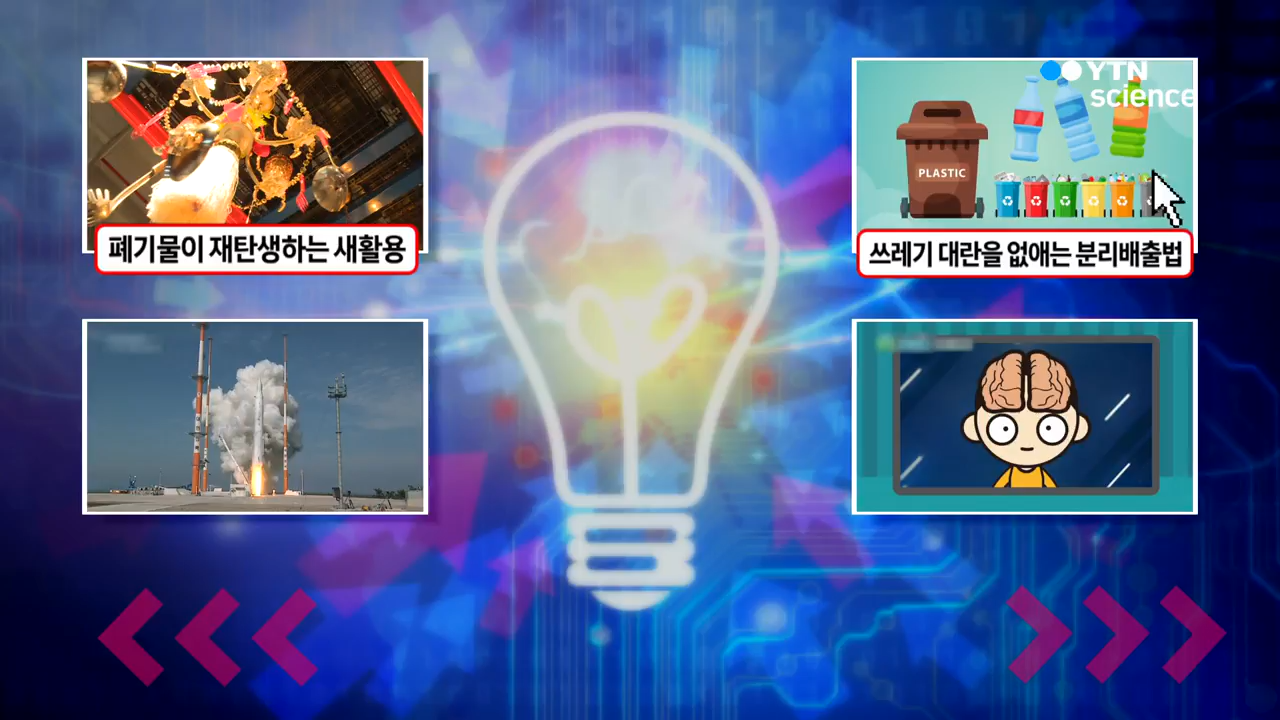 YTN
science
PLASTIC
폐기물이 재탄생하는 새활용
쓰레기 대란을 없애는 분리배출법